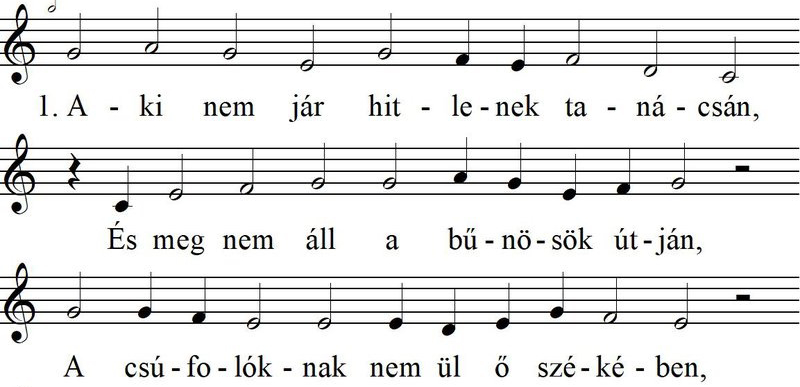 1. A - ki nem jár hit - le - nek ta - ná - csán,
És meg nem áll a bű - nö - sök út - ján,
A csú - fo - lók - nak nem ül ő szé - ké - ben,